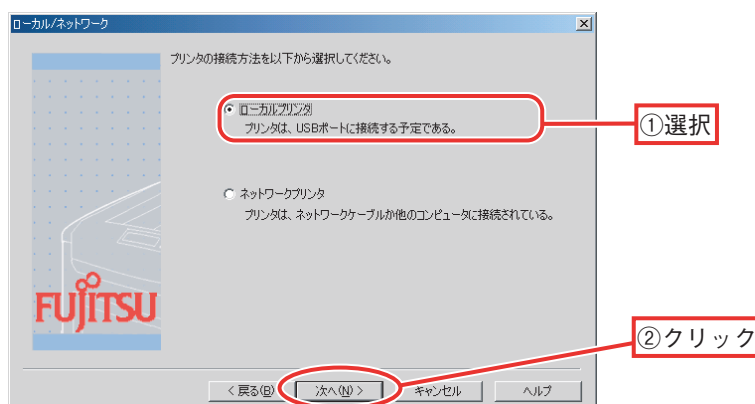 ローカル/ネットワーク
プリンタの接続方法を以下から選択してください。
ローカルプリンタ
プリンタは、USBポートに接続する予定である。
①選択
ネットワークプリンタ
プリンタは、ネットワークケーブルか他のコンピュータに接続されている。
FUJITSU
②クリック
< 戻る(B) 次へ(N) > キャンセル ヘルプ